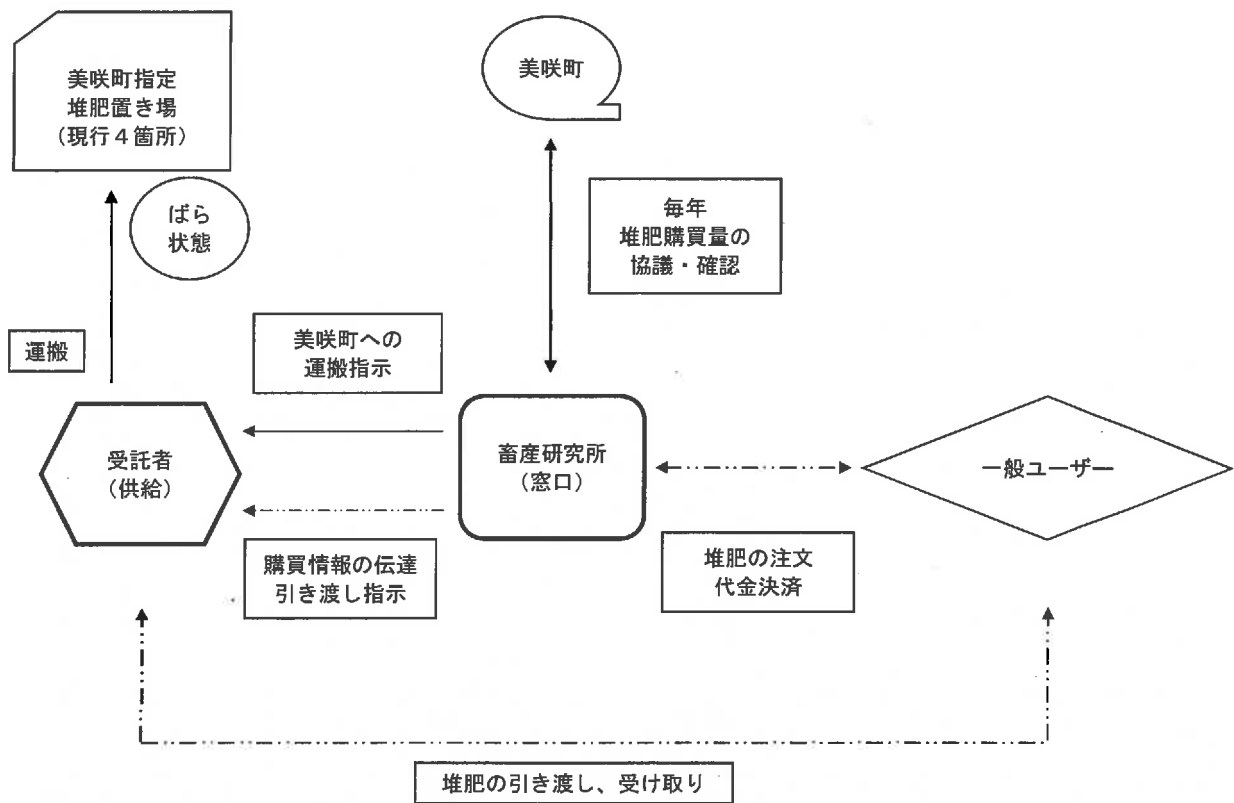 美咲町指定
堆肥置き場
（現行４箇所）
美咲町
ばら
状態
毎年
堆肥購買量の
協議・確認
運搬
美咲町への
運搬指示
受託者
（供給）
畜産研究所
（窓口）
一般ユーザー
購買情報の伝達
引き渡し指示
堆肥の注文
代金決済
堆肥の引き渡し、受け取り